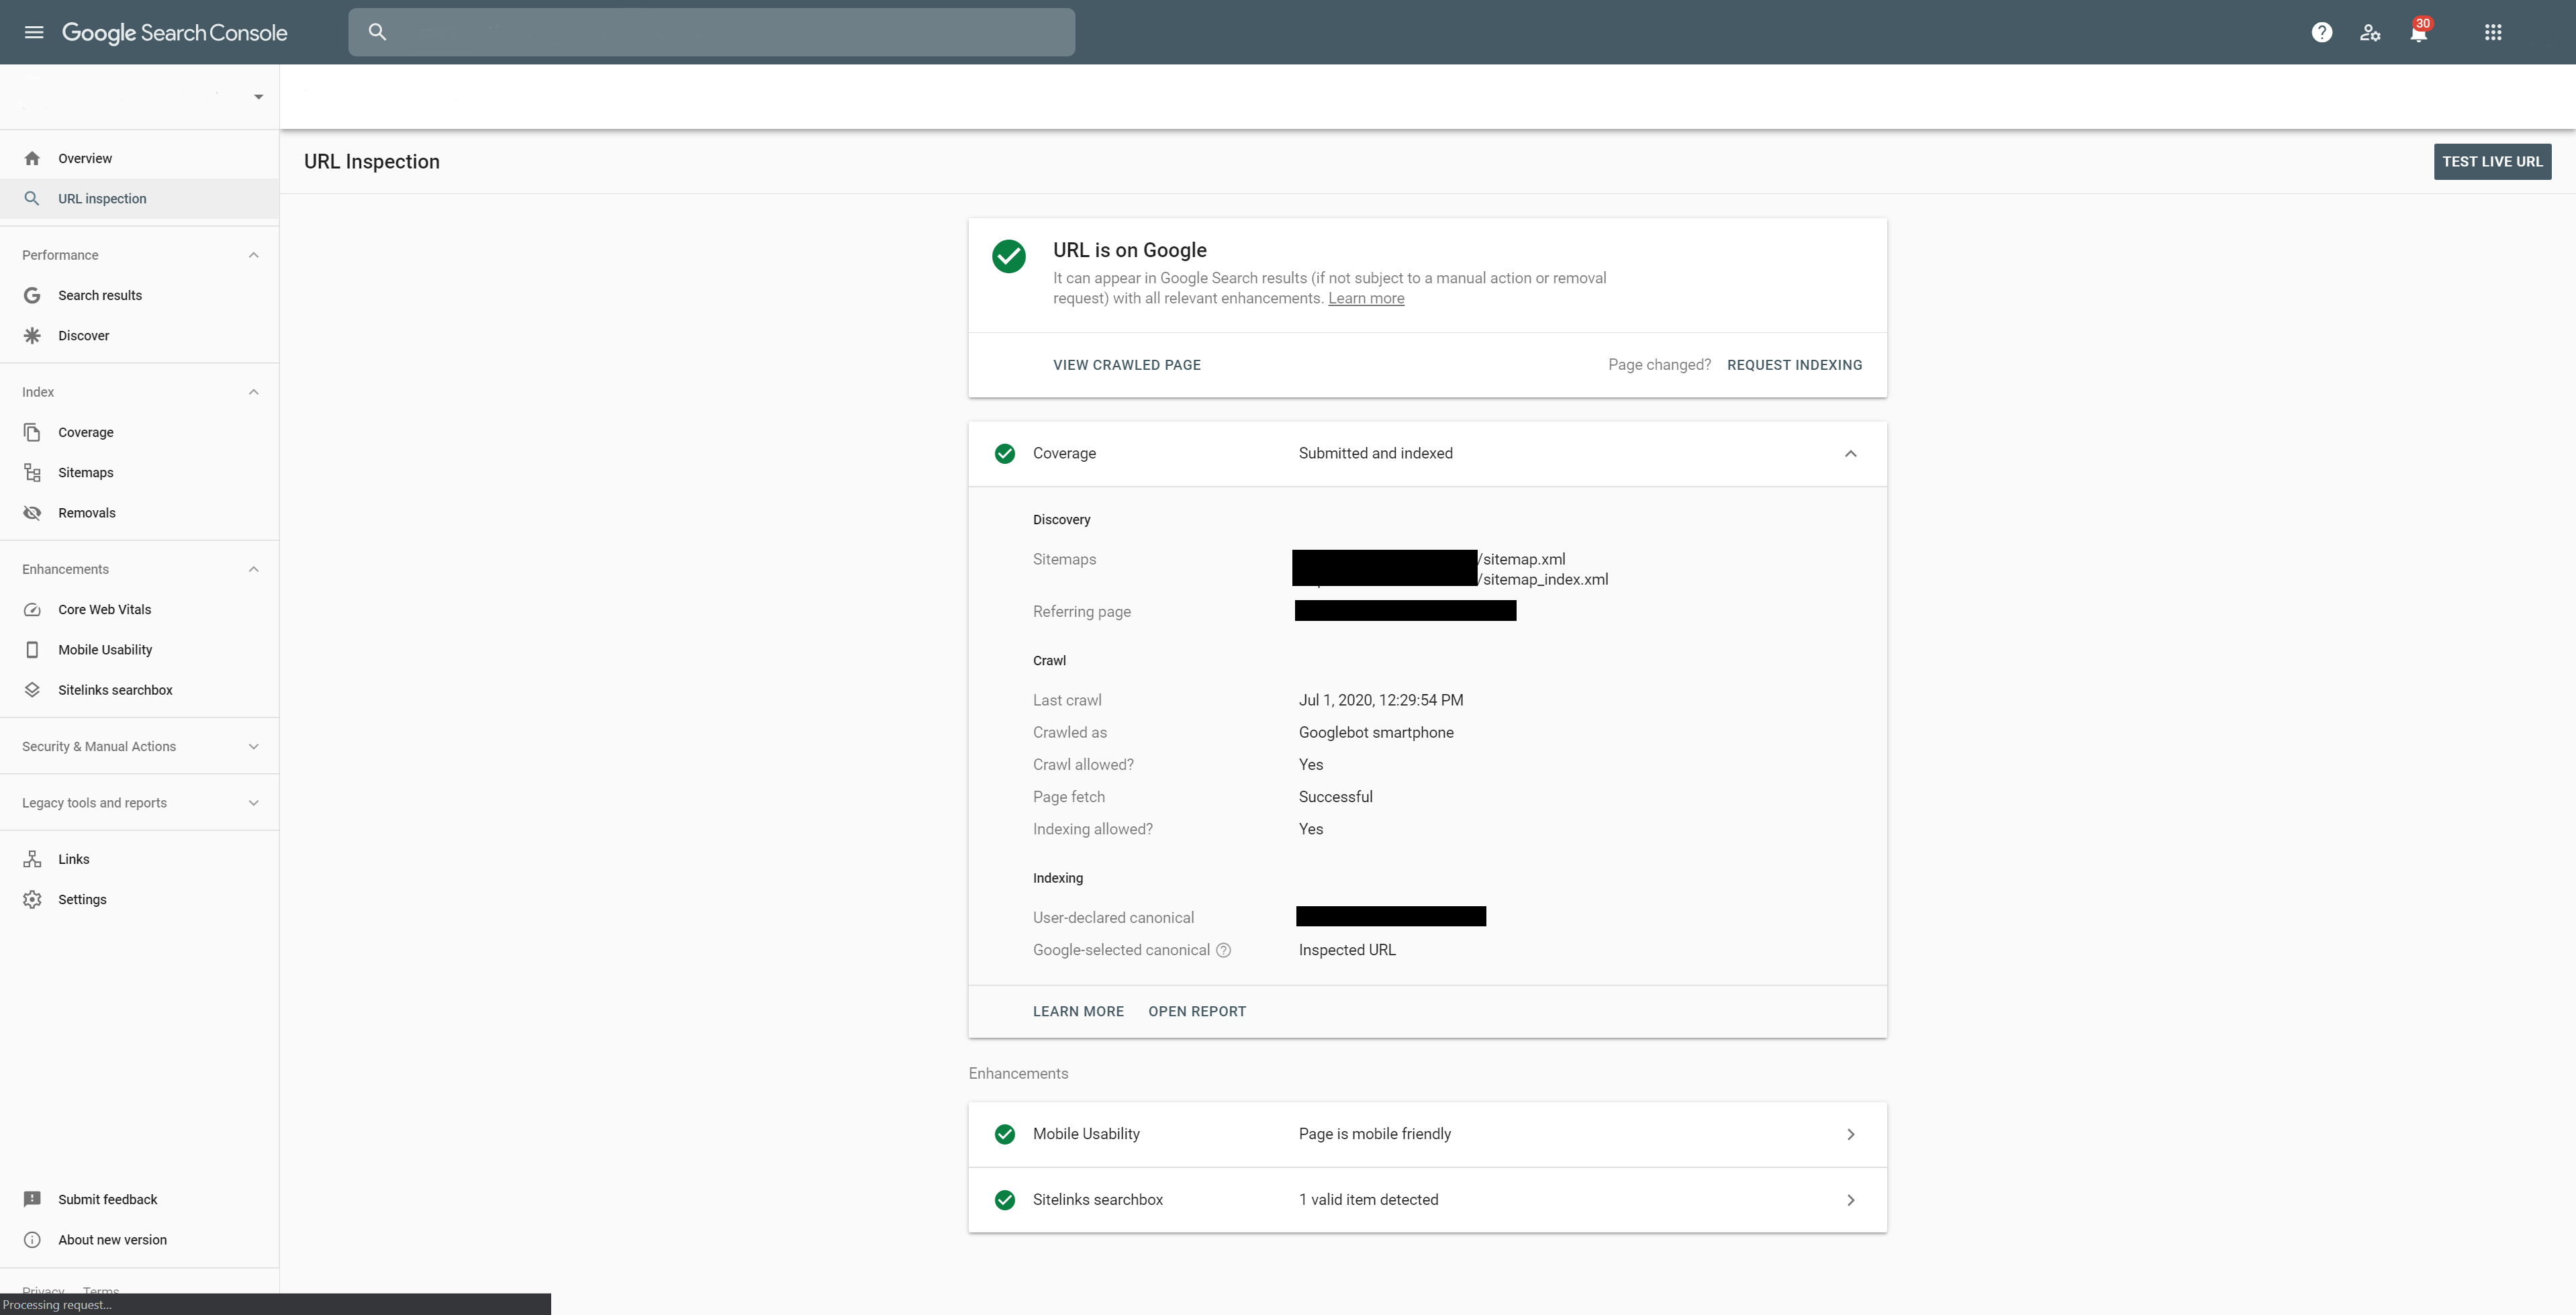 Google Search Console
30
Overview
URL inspection
Performance
Search results
Discover
Index
Coverage
Sitemaps
Removals
Enhancements
Core Web Vitals
Mobile Usability
Sitelinks searchbox
Security & Manual Actions
Legacy tools and reports
Links
Settings
Submit feedback
About new version
Privacy Terms
Processing request...
URL Inspection
TEST LIVE URL
URL is on Google
It can appear in Google Search results (if not subject to a manual action or removal
request) with all relevant enhancements. Learn more
VIEW CRAWLED PAGE Page changed? REQUEST INDEXING
Coverage Submitted and indexed
Discovery
Sitemaps /sitemap.xml
/sitemap_index.xml
Referring page
Crawl
Last crawl Jul 1, 2020, 12:29:54 PM
Crawled as Googlebot smartphone
Crawl allowed? Yes
Page fetch Successful
Indexing allowed? Yes
Indexing
User-declared canonical
Google-selected canonical Inspected URL
LEARN MORE OPEN REPORT
Enhancements
Mobile Usability Page is mobile friendly
Sitelinks searchbox 1 valid item detected